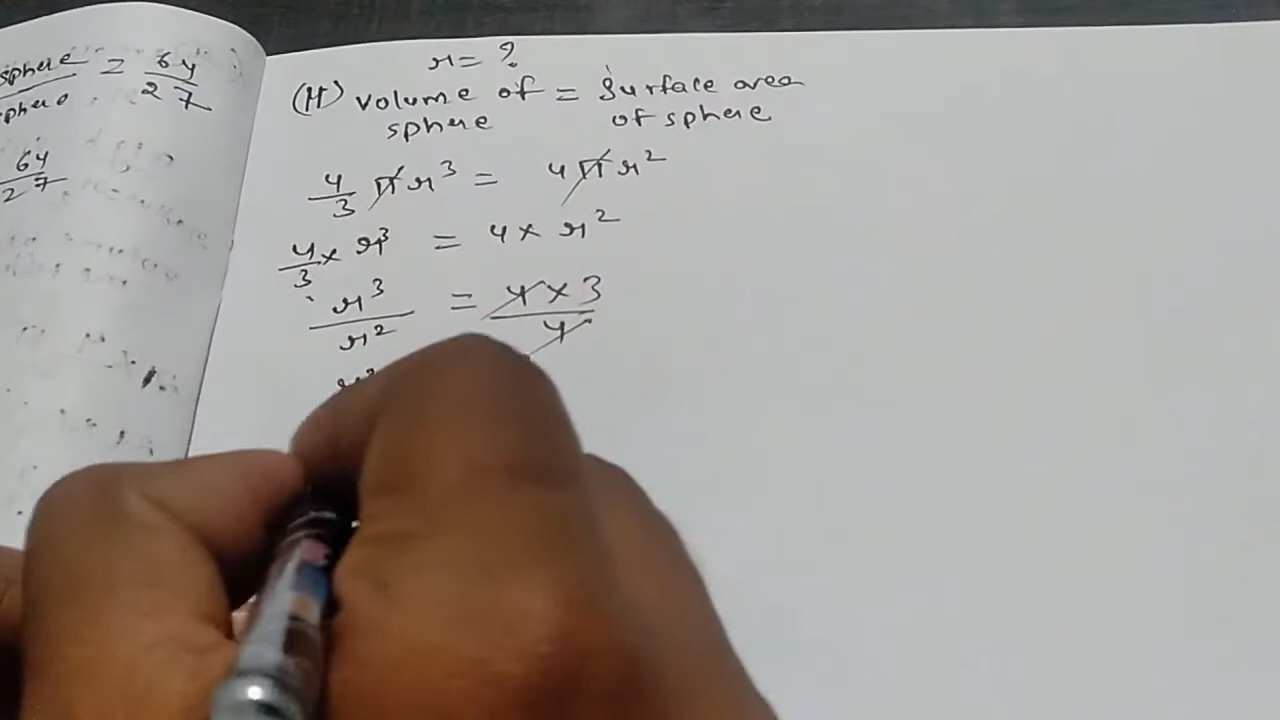 sphere = 64/27
sphere
64/27
r = ?
(H) volume of = Surface area
sphere of sphere
4/3 πr³ = 4πr²
4/3 × r³ = 4 × r²
r³/r² = 4×3/4